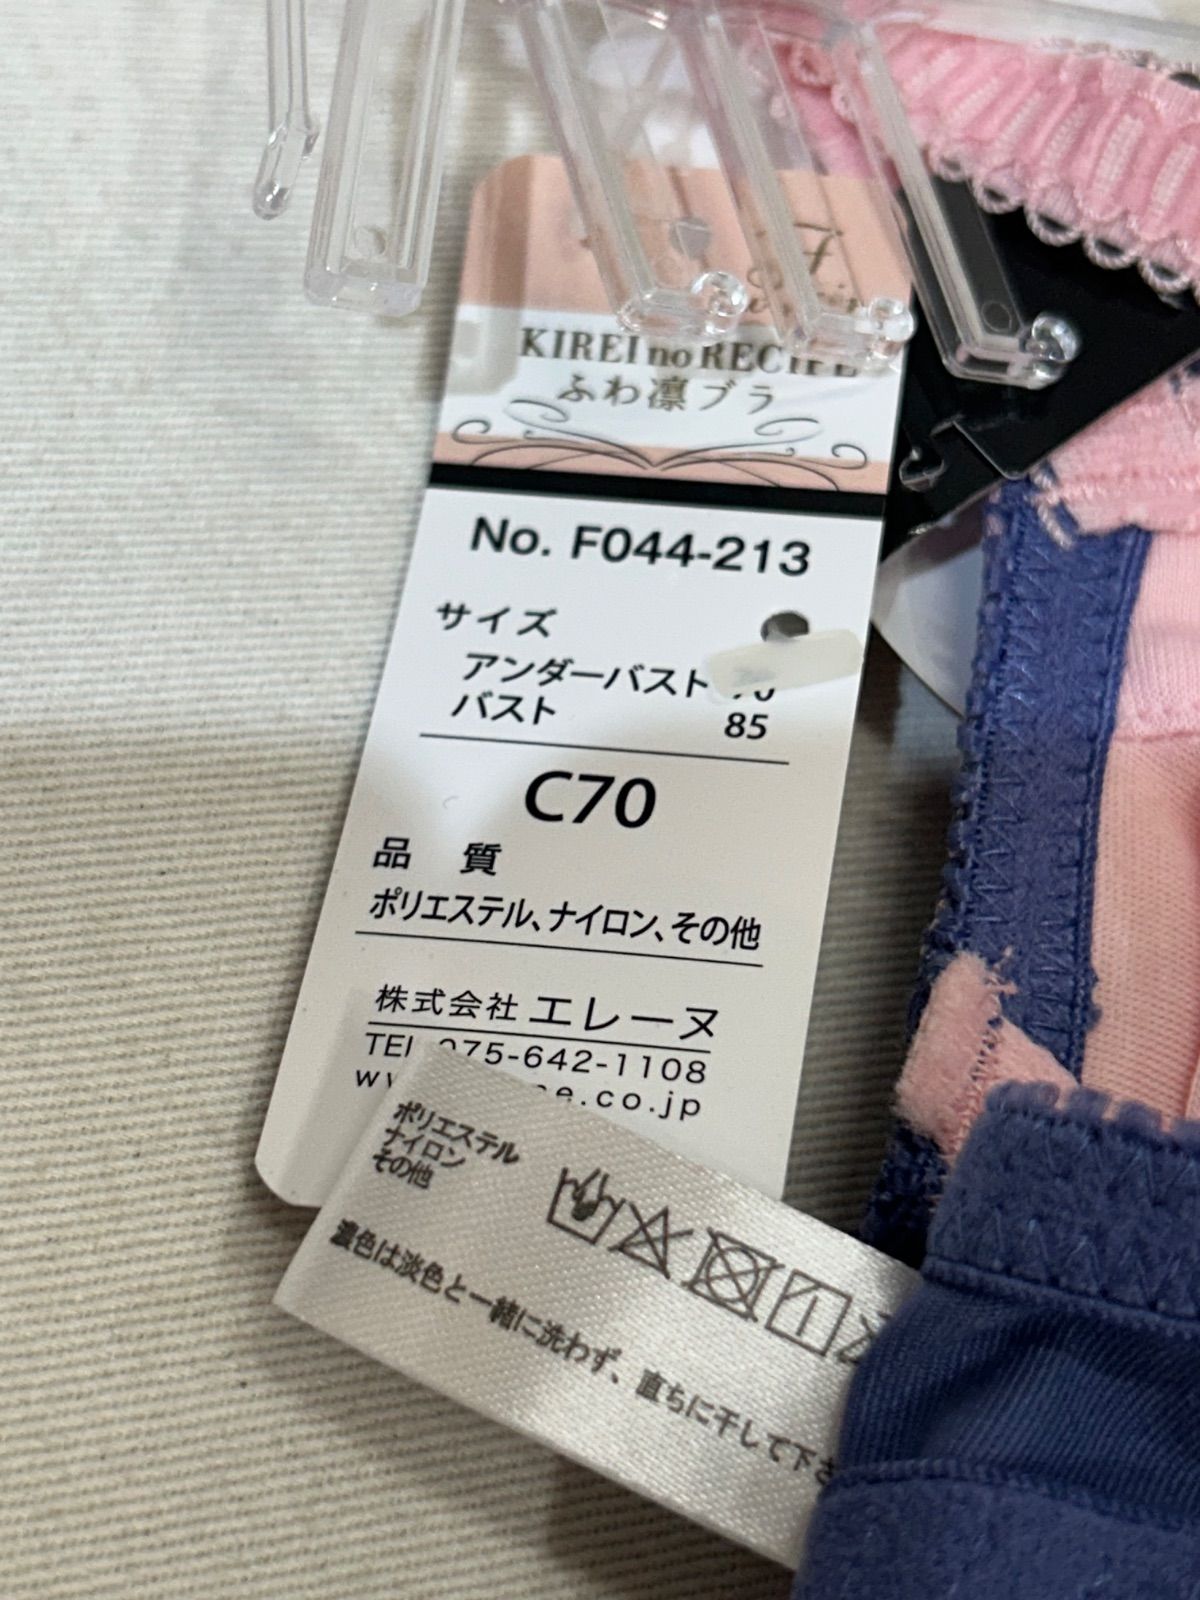 KIREI no RECIPE
ふわ凛ブラ
No. F044-213
サイズ
アンダーバスト
バスト 85
C70
品 質
ポリエステル、ナイロン、その他
株式会社 エレーヌ
TEL 075-642-1108
.co.jp
ポリエステル
ナイロン
その他
濃色は淡色と一緒に洗わず、直ちに干して下さ